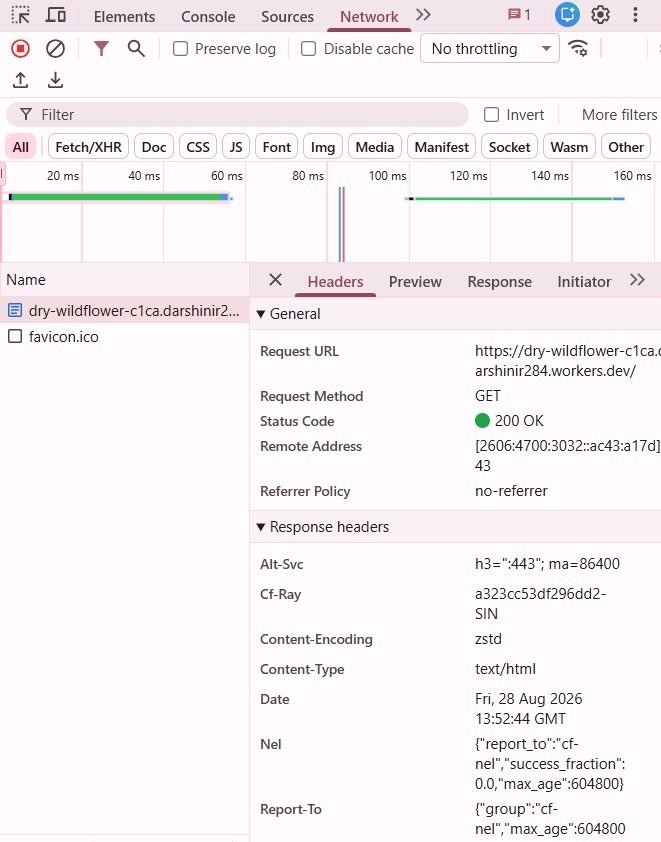 Elements Console Sources Network 1
Preserve log Disable cache No throttling
Filter Invert More filters
All Fetch/XHR Doc CSS JS Font Img Media Manifest Socket Wasm Other
20 ms 40 ms 60 ms 80 ms 100 ms 120 ms 140 ms 160 ms
Name
dry-wildflower-c1ca.darshinir2...
favicon.ico
Headers Preview Response Initiator
General
Request URL https://dry-wildflower-c1ca.d
arshinir284.workers.dev/
Request Method GET
Status Code 200 OK
Remote Address [2606:4700:3032::ac43:a17d]
43
Referrer Policy no-referrer
Response headers
Alt-Svc h3=":443"; ma=86400
Cf-Ray a323cc53df296dd2-
SIN
Content-Encoding zstd
Content-Type text/html
Date Fri, 28 Aug 2026
13:52:44 GMT
Nel {"report_to":"cf-
nel","success_fraction":
0.0,"max_age":604800}
Report-To {"group":"cf-
nel","max_age":604800